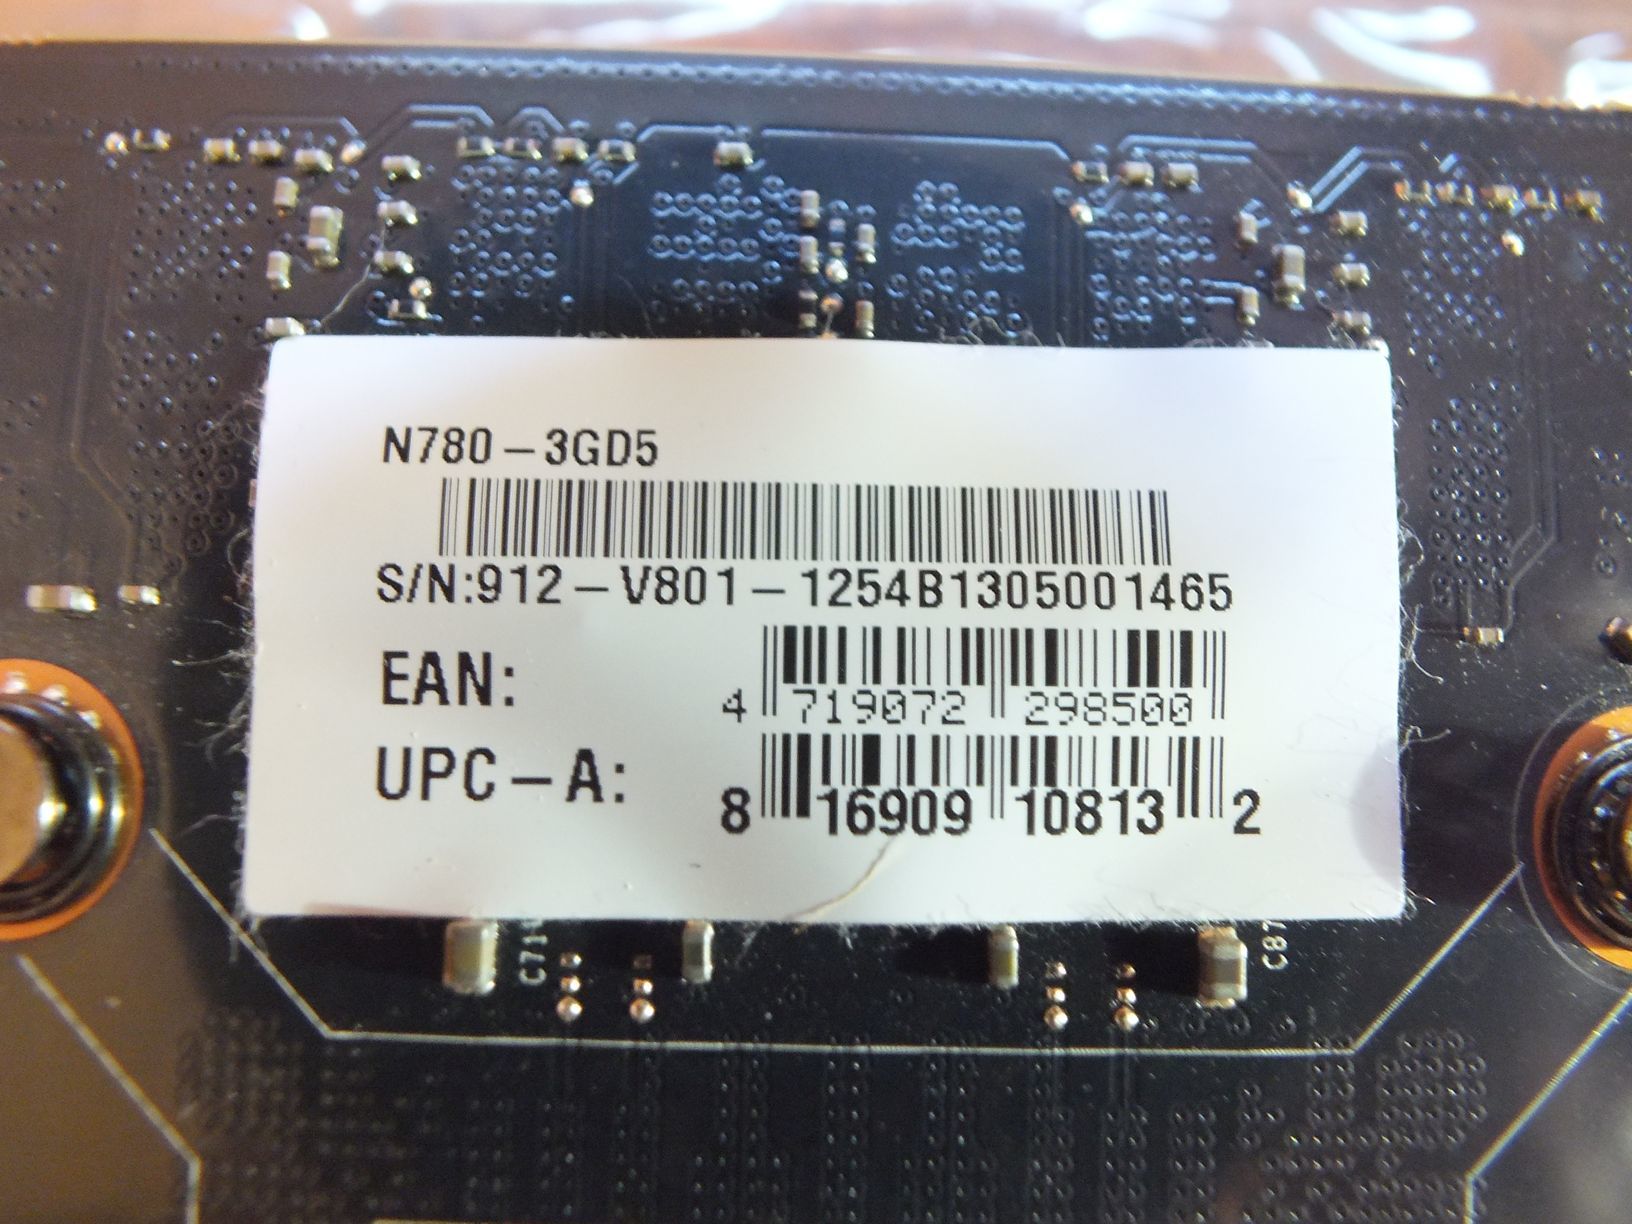 N780-3GD5
S/N:912-V801-1254B1305001465
EAN:
4 719072 298500
UPC-A:
8 16909 10813 2